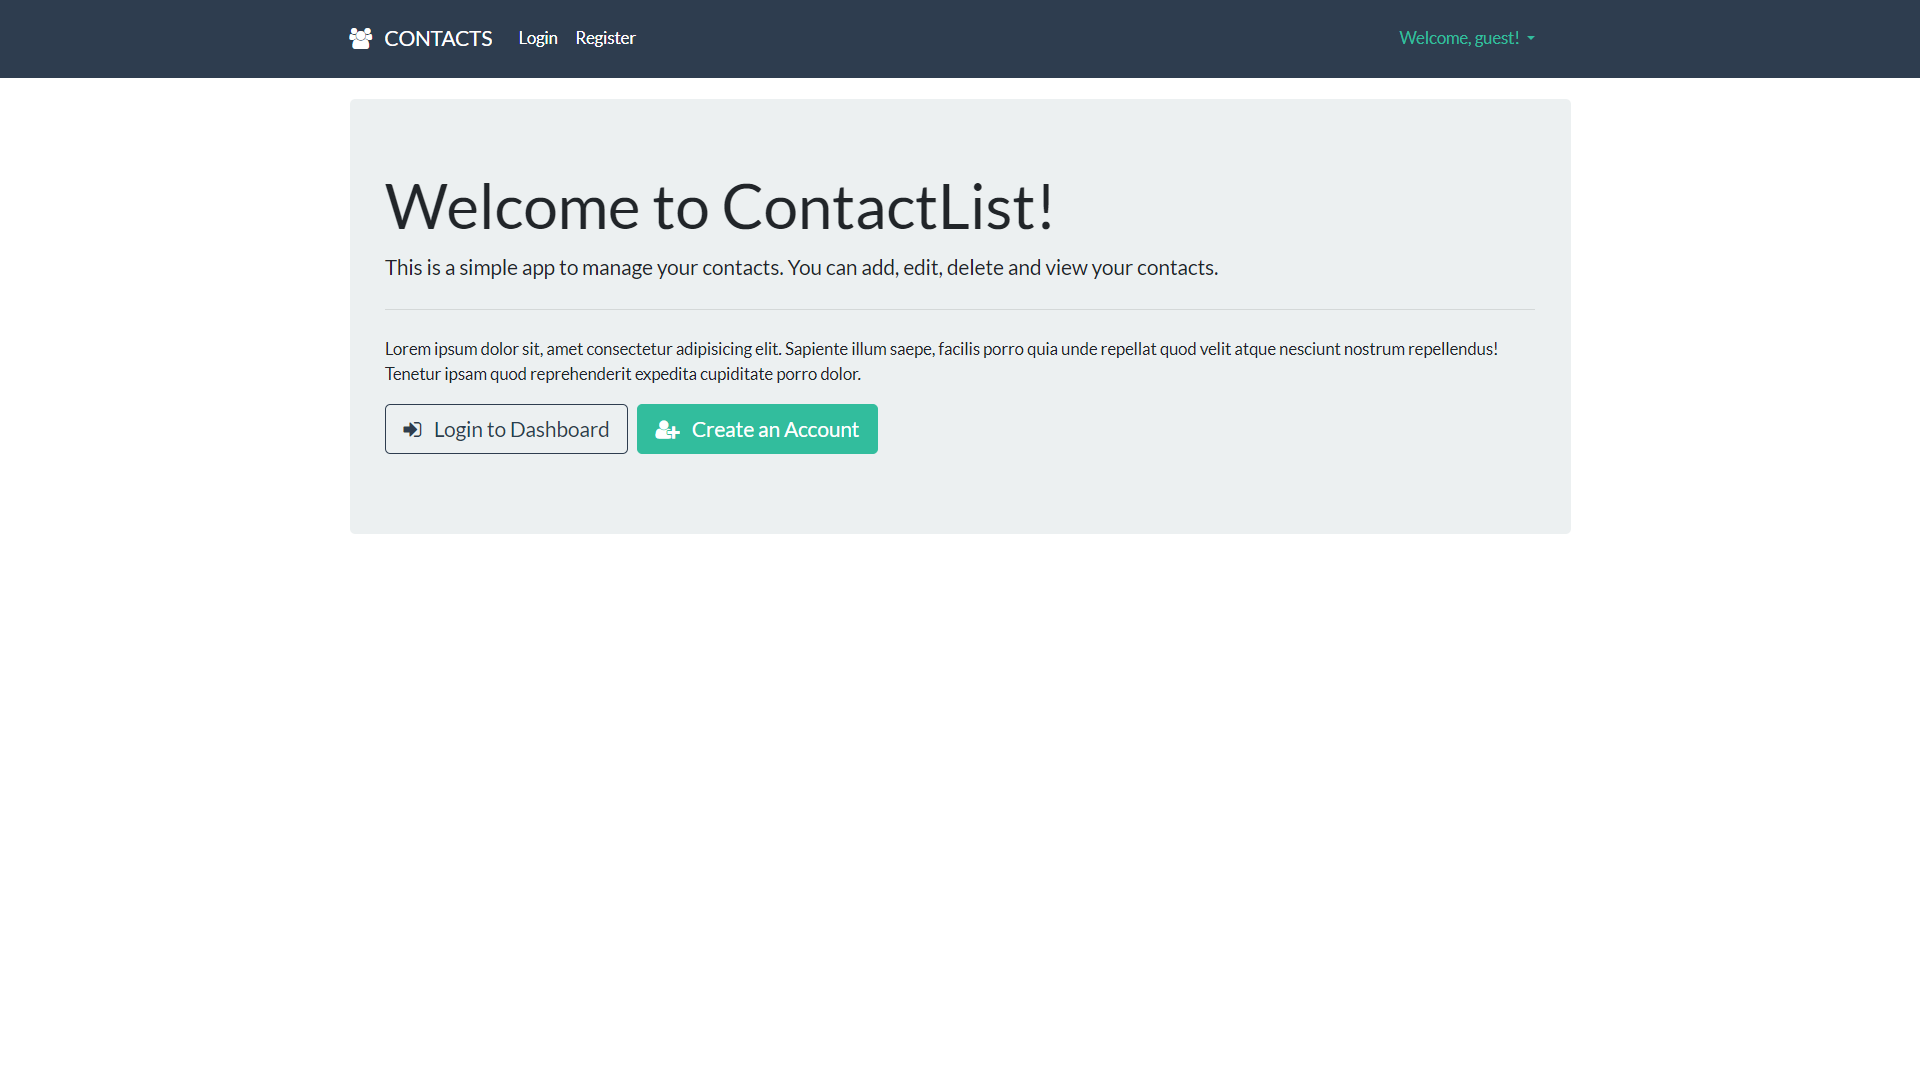 CONTACTS Login Register Welcome, guest!
Welcome to ContactList!
This is a simple app to manage your contacts. You can add, edit, delete and view your contacts.
Lorem ipsum dolor sit, amet consectetur adipisicing elit. Sapiente illum saepe, facilis porro quia unde repellat quod velit atque nesciunt nostrum repellendus!
Tenetur ipsam quod reprehenderit expedita cupiditate porro dolor.
Login to Dashboard Create an Account